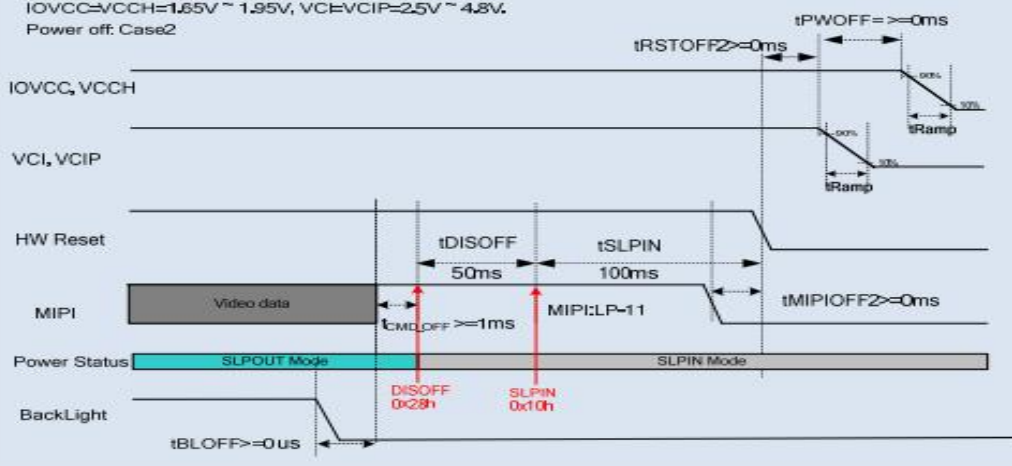 IOVCC=VCCH=1.65V ~ 1.95V, VCI=VCIP=2.5V ~ 4.8V.
Power off: Case2
tPWOFF=>=0ms
tRSTOFF2>=0ms
IOVCC, VCCH
90%
10%
tRamp
VCI, VCIP
90%
10%
tRamp
HW Reset
tDISOFF
tSLPIN
50ms
100ms
MIPI
Video data
tCMD_OFF>=1ms
MIPI:LP-11
tMIPIOFF2>=0ms
Power Status
SLPOUT Mode
SLPIN Mode
DISOFF
0x28h
SLPIN
0x10h
BackLight
tBLOFF>=0us